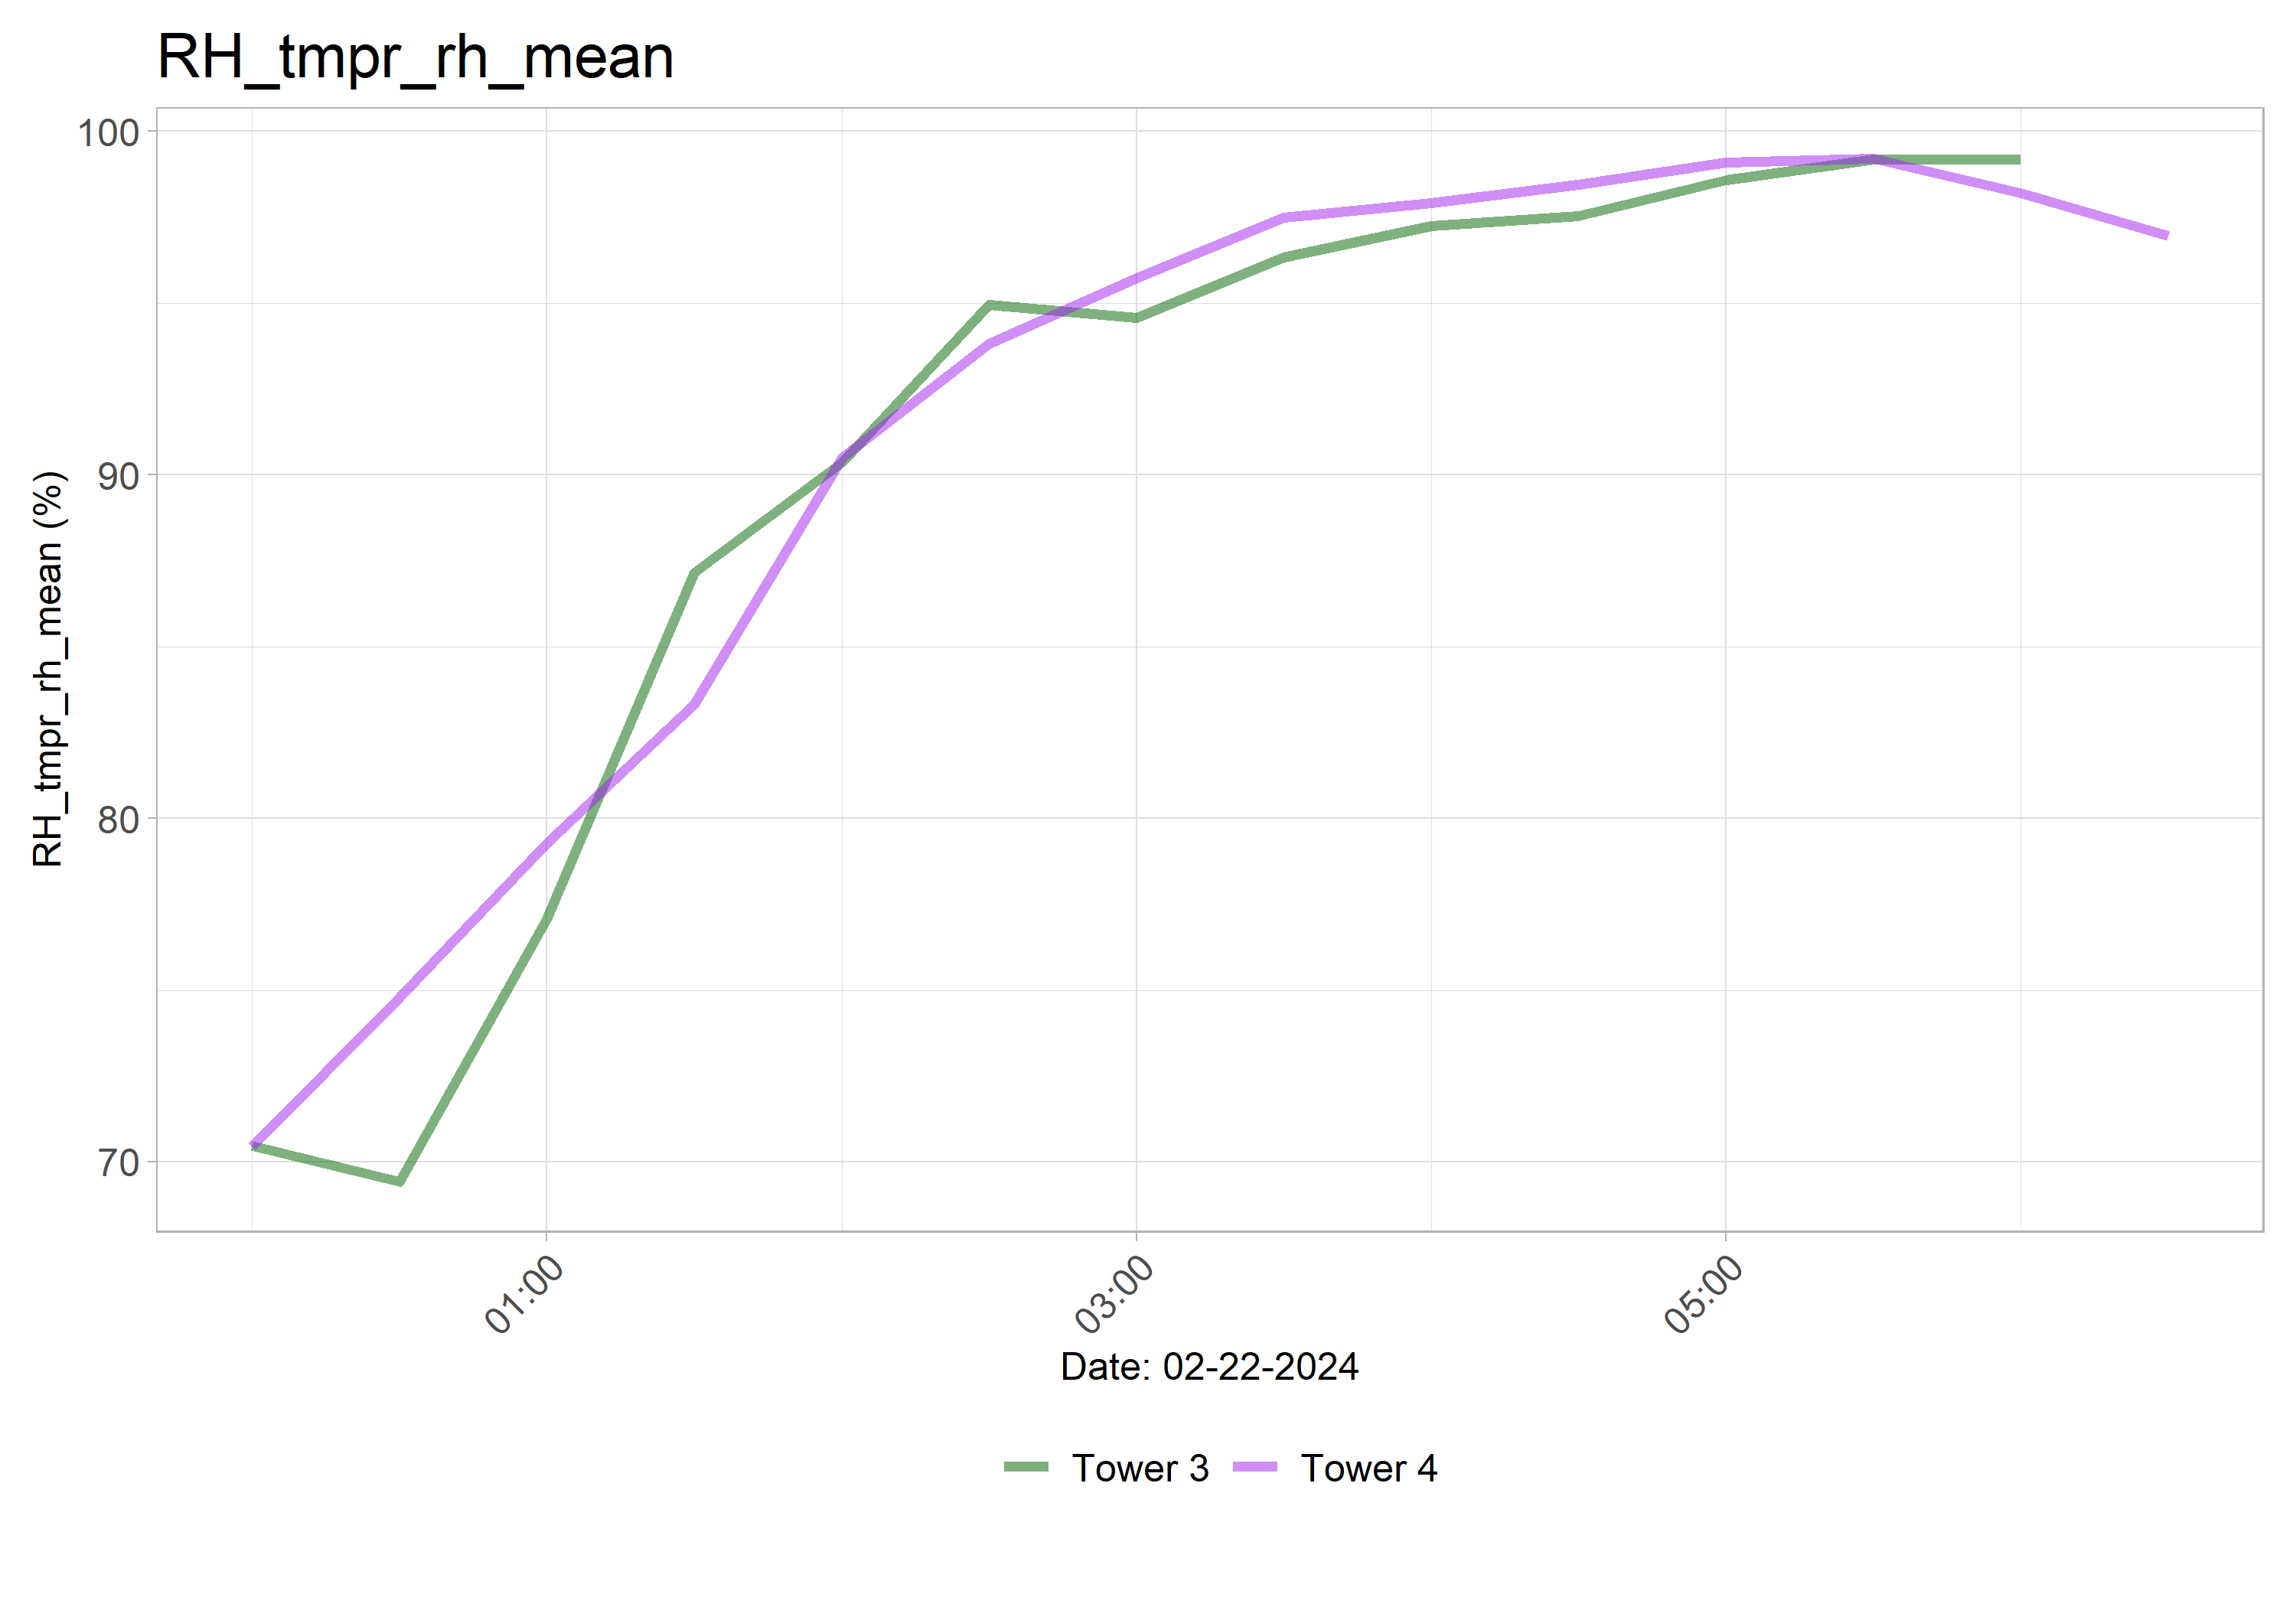 RH_tmpr_rh_mean
100
90
80
70
RH_tmpr_rh_mean (%)
01:00
03:00
05:00
Date: 02-22-2024
Tower 3
Tower 4